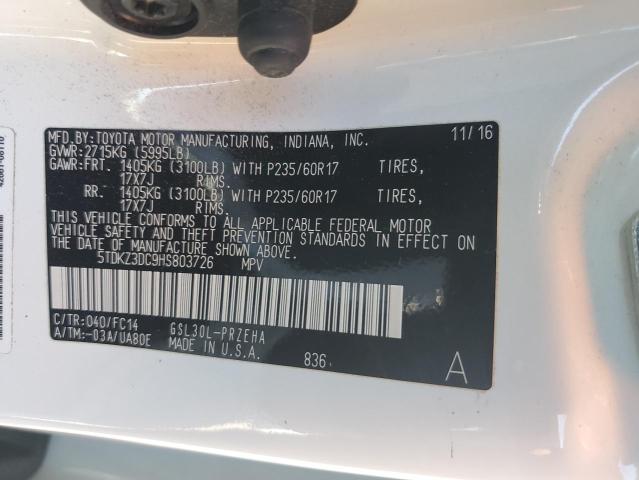 MFD.BY:TOYOTA MOTOR MANUFACTURING, INDIANA, INC. 11/16
GVWR:2715KG (5995LB)
GAWR:FRT. 1405KG (3100LB) WITH P235/60R17 TIRES,
17X7J RIMS.
RR. 1405KG (3100LB) WITH P235/60R17 TIRES,
17X7J RIMS.
THIS VEHICLE CONFORMS TO ALL APPLICABLE FEDERAL MOTOR
VEHICLE SAFETY AND THEFT PREVENTION STANDARDS IN EFFECT ON
THE DATE OF MANUFACTURE SHOWN ABOVE.
5TDKZ3DC9HS803726 MPV
C/TR:040/FC14 GSL30L-PRZEHA
A/TM:-03A/UA80E MADE IN U.S.A. 836 A